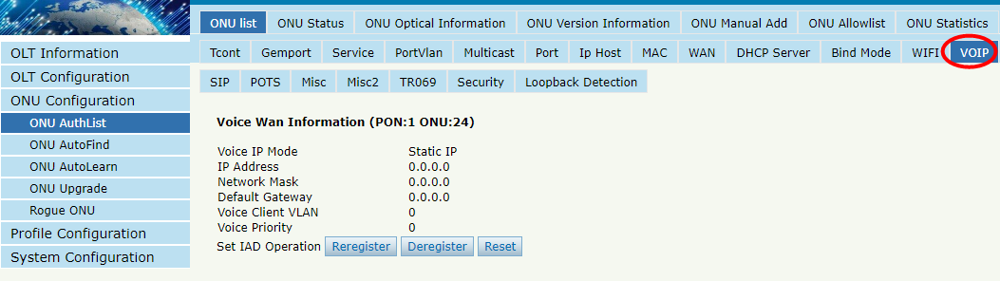 ONU list ONU Status ONU Optical Information ONU Version Information ONU Manual Add ONU Allowlist ONU Statistics
Tcont Gemport Service PortVlan Multicast Port Ip Host MAC WAN DHCP Server Bind Mode WIFI VOIP
SIP POTS Misc Misc2 TR069 Security Loopback Detection
OLT Information
OLT Configuration
ONU Configuration
ONU AuthList
ONU AutoFind
ONU AutoLearn
ONU Upgrade
Rogue ONU
Profile Configuration
System Configuration
Voice Wan Information (PON:1 ONU:24)
Voice IP Mode Static IP
IP Address 0.0.0.0
Network Mask 0.0.0.0
Default Gateway 0.0.0.0
Voice Client VLAN 0
Voice Priority 0
Set IAD Operation Reregister Deregister Reset